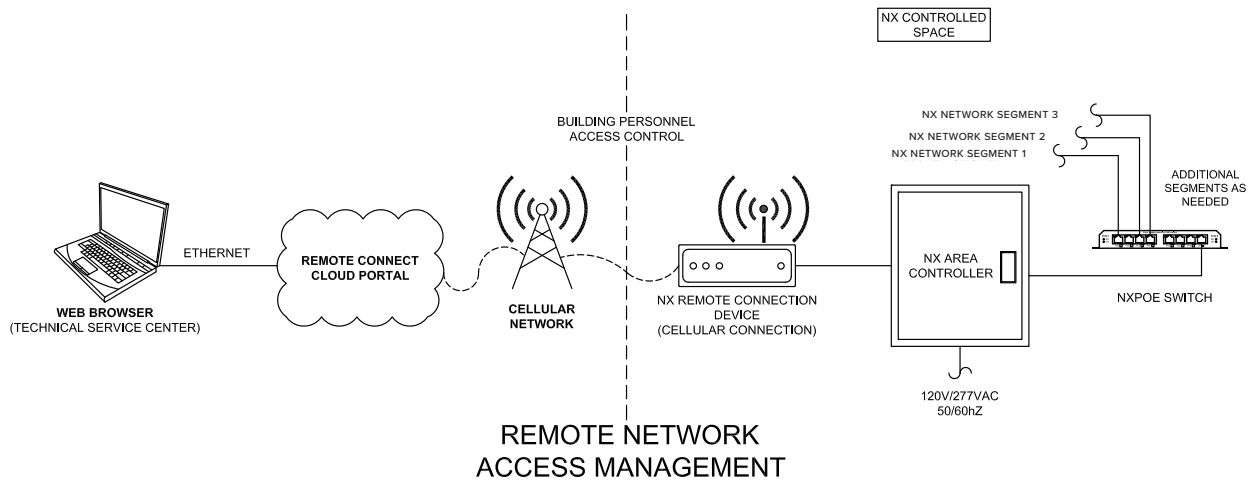 NX CONTROLLED
SPACE
BUILDING PERSONNEL
ACCESS CONTROL
NX NETWORK SEGMENT 3
NX NETWORK SEGMENT 2
NX NETWORK SEGMENT 1
ADDITIONAL
SEGMENTS AS
NEEDED
ETHERNET
REMOTE CONNECT
CLOUD PORTAL
NX AREA
CONTROLLER
WEB BROWSER
(TECHNICAL SERVICE CENTER)
CELLULAR
NETWORK
NX REMOTE CONNECTION
DEVICE
(CELLULAR CONNECTION)
NXPOE SWITCH
120V/277VAC
50/60hZ
REMOTE NETWORK
ACCESS MANAGEMENT